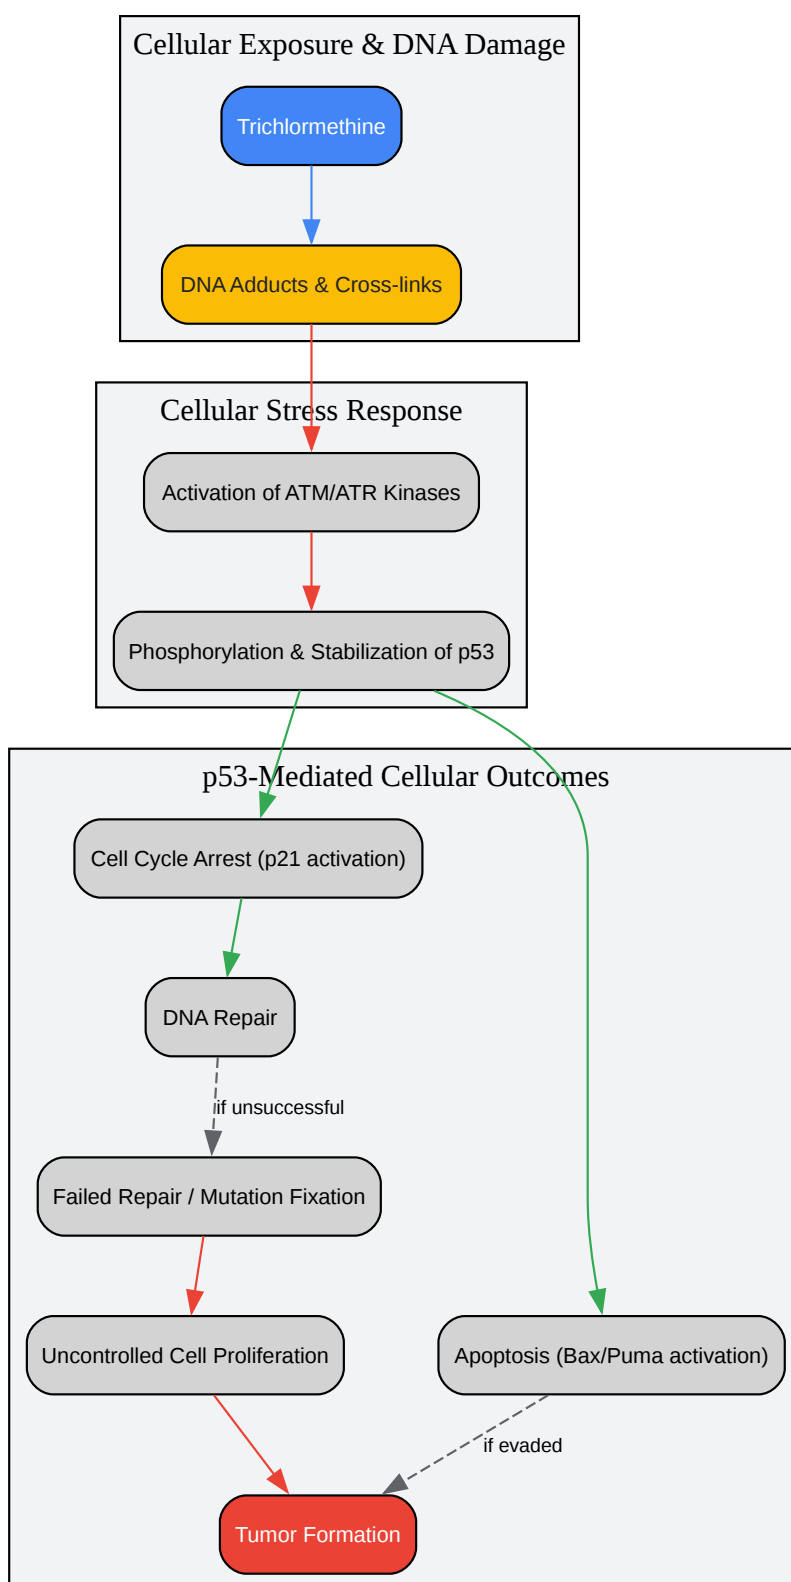 Cellular Exposure & DNA Damage
Trichlormethine
DNA Adducts & Cross-links
Cellular Stress Response
Activation of ATM/ATR Kinases
Phosphorylation & Stabilization of p53
p53-Mediated Cellular Outcomes
Cell Cycle Arrest (p21 activation)
DNA Repair
if unsuccessful
Failed Repair / Mutation Fixation
Uncontrolled Cell Proliferation
Apoptosis (Bax/Puma activation)
if evaded
Tumor Formation